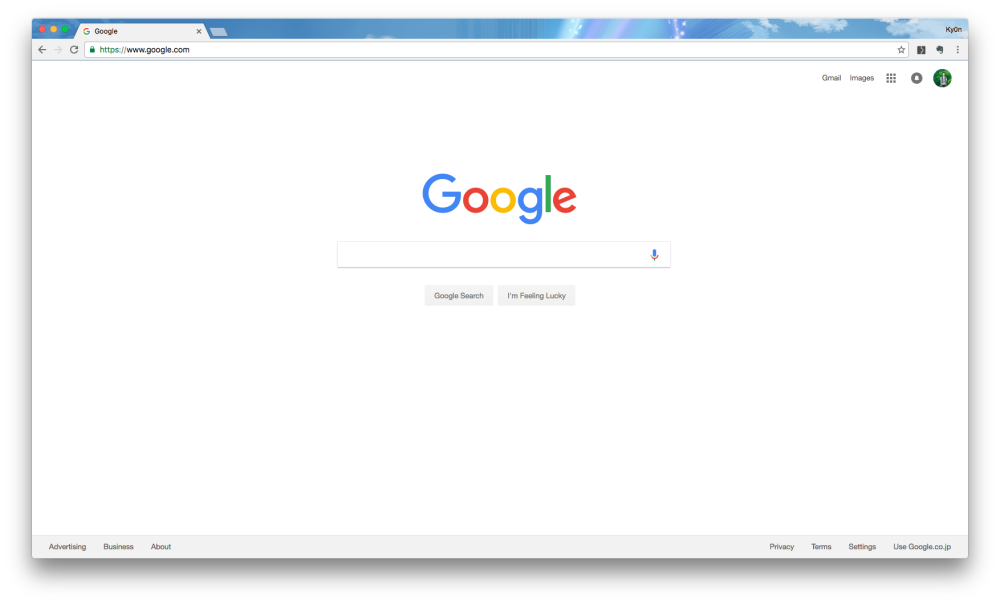 Google
Ky0n
https://www.google.com
Gmail Images
Google
Google Search I'm Feeling Lucky
Advertising Business About Privacy Terms Settings Use Google.co.jp